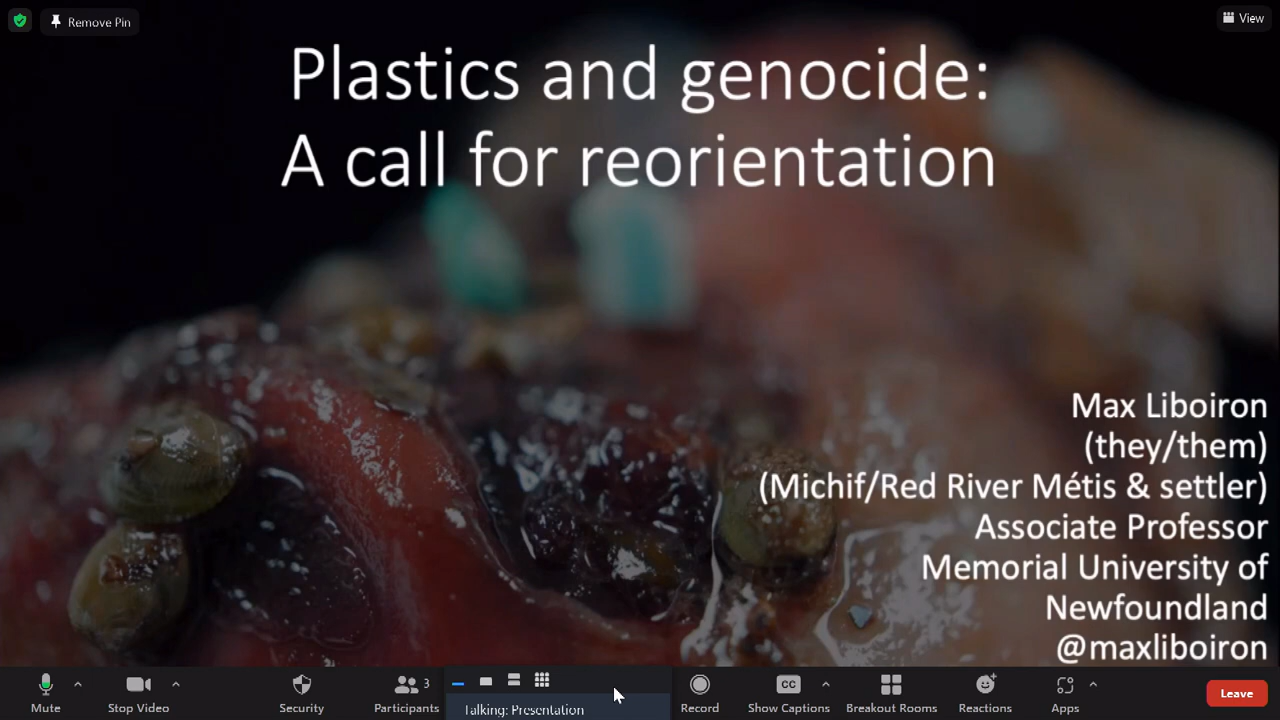 Remove Pin
View
Plastics and genocide:
A call for reorientation
Max Liboiron
(they/them)
(Michif/Red River Métis & settler)
Associate Professor
Memorial University of
Newfoundland
@maxliboiron
Mute
Stop Video
Security
Participants
3
Talking: Presentation
Record
CC
Show Captions
Breakout Rooms
Reactions
Apps
Leave